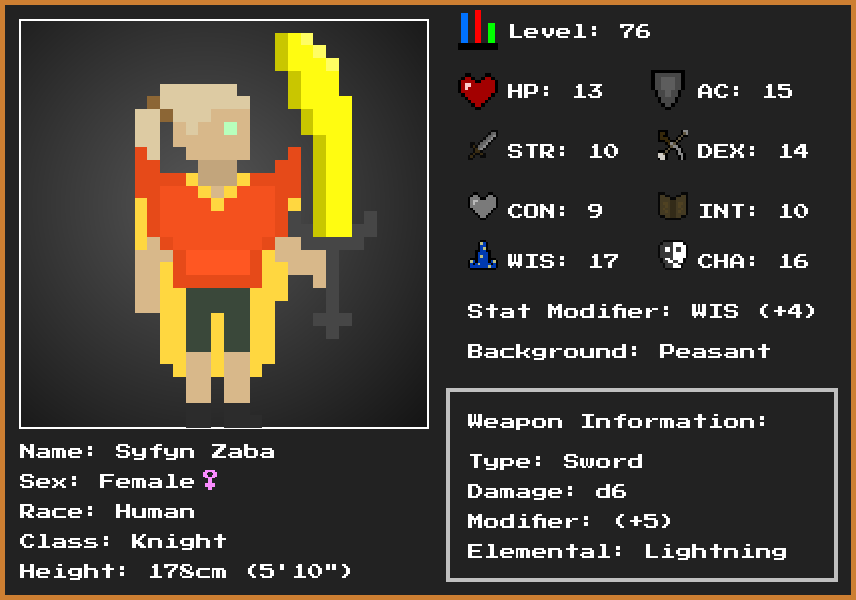 Level: 76
HP: 13
AC: 15
STR: 10
DEX: 14
CON: 9
INT: 10
WIS: 17
CHA: 16
Stat Modifier: WIS (+4)
Background: Peasant
Weapon Information:
Type: Sword
Damage: d6
Modifier: (+5)
Elemental: Lightning
Name: Syfyn Zaba
Sex: Female♀
Race: Human
Class: Knight
Height: 178cm (5'10")